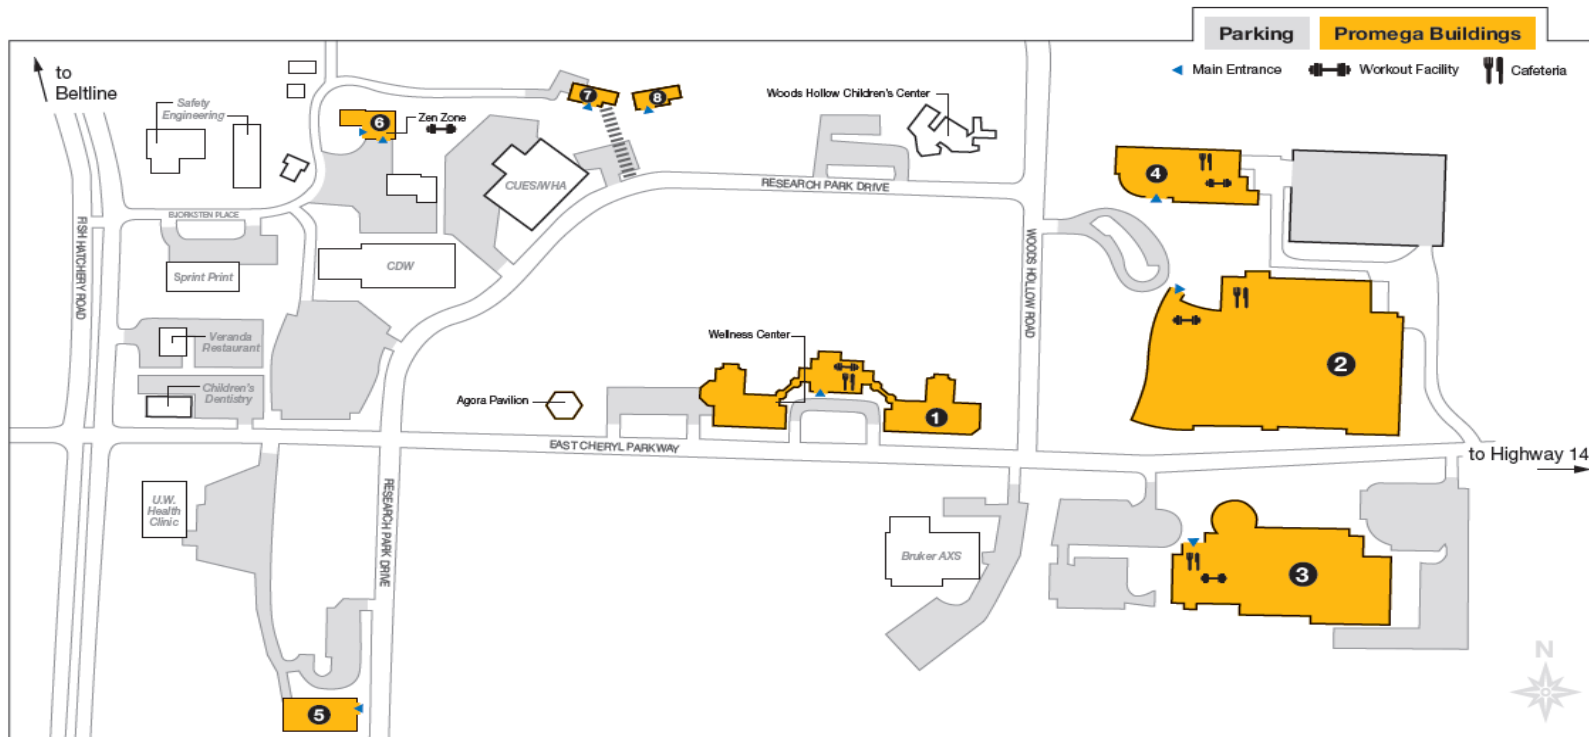 Parking
Promega Buildings
Main Entrance
Workout Facility
Cafeteria
to
Beltline
Safety
Engineering
6
Zen Zone
7
8
Woods Hollow Children's Center
CUES/WHA
4
RESEARCH PARK DRIVE
BJORKSTEN PLACE
FISH HATCHERY ROAD
Sprint Print
CDW
WOODS HOLLOW ROAD
Veranda
Restaurant
Wellness Center
2
Children's
Dentistry
Agora Pavilion
1
EAST CHERYL PARKWAY
to Highway 14
U.W.
Health
Clinic
RESEARCH PARK DRIVE
Bruker AXS
3
N
5